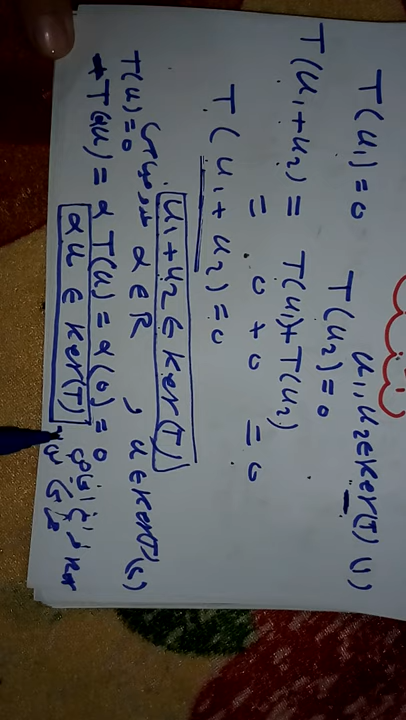 u₁, u₂ ∈ ker(T) (1)
T(u₁) = 0    T(u₂) = 0
T(u₁ + u₂) = T(u₁) + T(u₂)
= 0 + 0 = 0
T(u₁ + u₂) = 0
u₁ + u₂ ∈ ker(T)
α ∈ R , u ∈ ker(T)
T(u) = 0
T(αu) = α T(u) = α(0) = 0
αu ∈ ker(T)